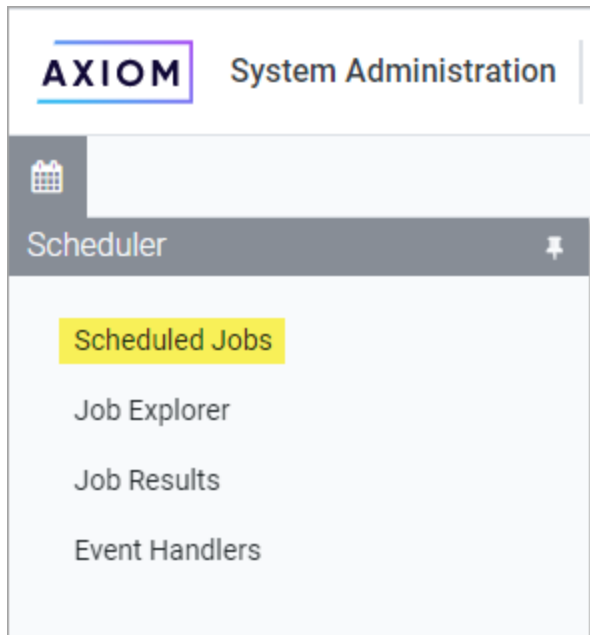 AXIOM System Administration
Scheduler
Scheduled Jobs
Job Explorer
Job Results
Event Handlers